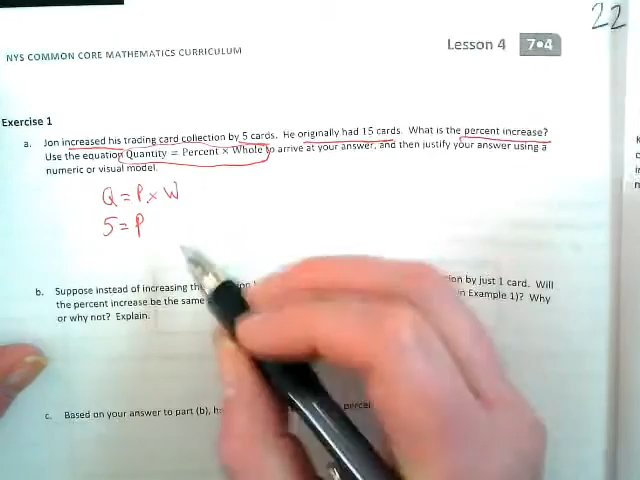 22
NYS COMMON CORE MATHEMATICS CURRICULUM
Lesson 4 7•4
Exercise 1
a. Jon increased his trading card collection by 5 cards. He originally had 15 cards. What is the percent increase?
Use the equation Quantity = Percent × Whole to arrive at your answer, and then justify your answer using a
numeric or visual model.
Q = P × W
5 = P
b. Suppose instead of increasing the by just 1 card. Will
the percent increase be the same in Example 1)? Why
or why not? Explain.
c. Based on your answer to part (b),